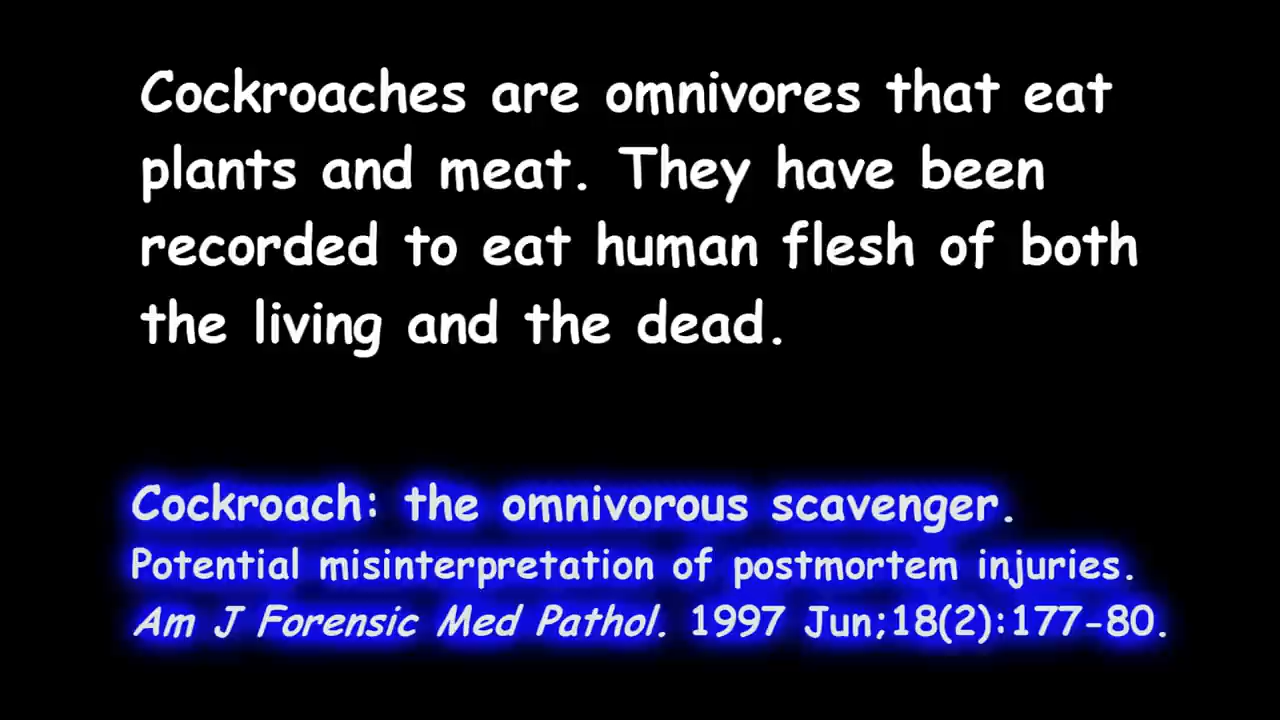 Cockroaches are omnivores that eat
plants and meat. They have been
recorded to eat human flesh of both
the living and the dead.
Cockroach: the omnivorous scavenger.
Potential misinterpretation of postmortem injuries.
Am J Forensic Med Pathol. 1997 Jun;18(2):177-80.